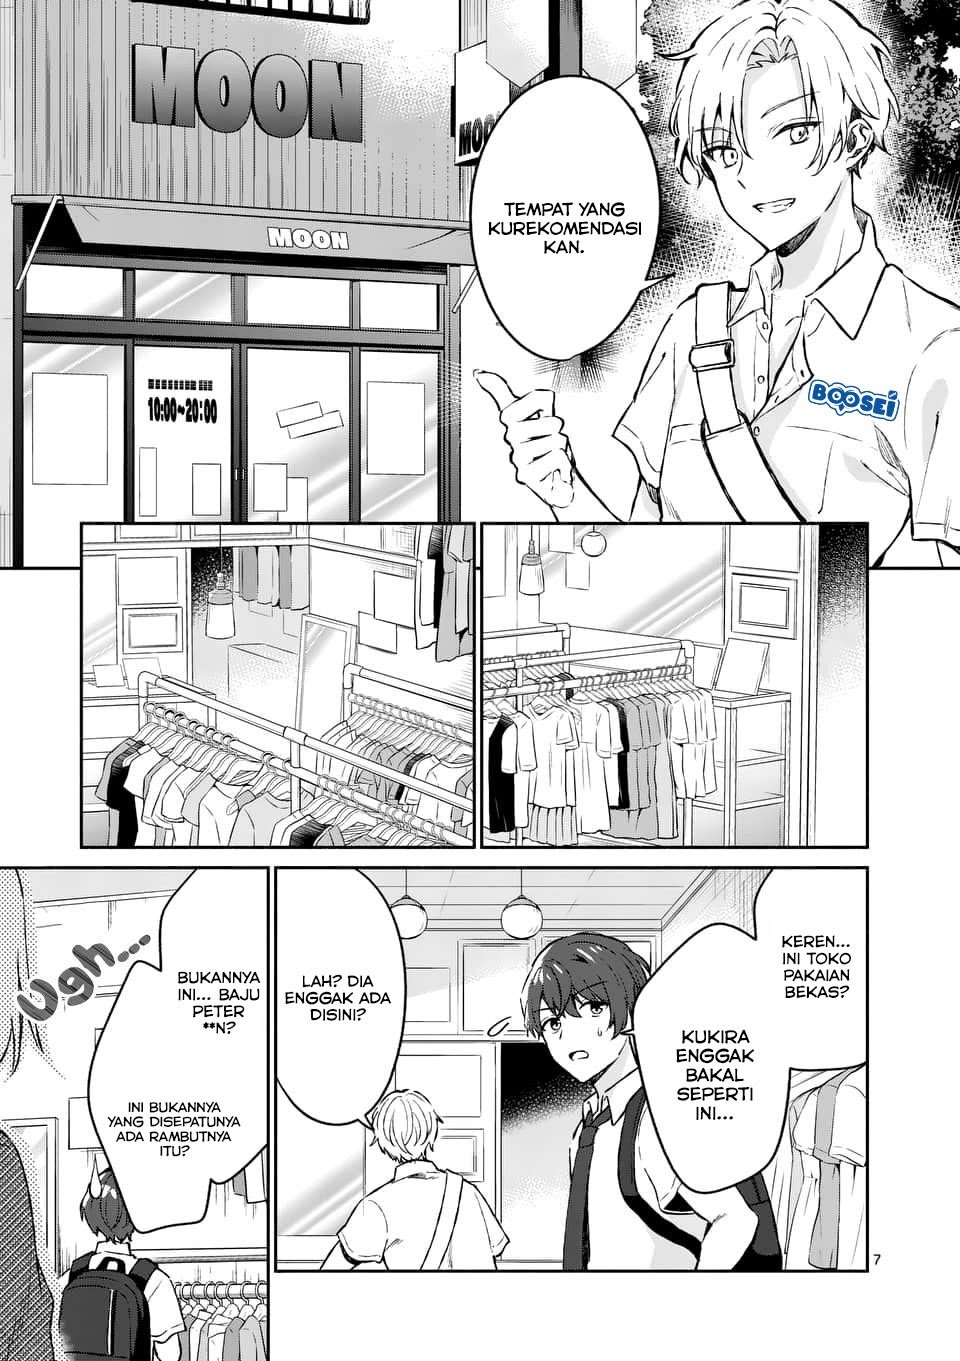 MOON
MOON
MOON
10:00~20:00
TEMPAT YANG
KUREKOMENDASI
KAN.
BOOSEI
KEREN...
INI TOKO
PAKAIAN
BEKAS?
KUKIRA
ENGGAK
BAKAL
SEPERTI
INI...
LAH? DIA
ENGGAK ADA
DISINI?
BUKANNYA
INI... BAJU
PETER
**N?
INI BUKANNYA
YANG DISEPATUNYA
ADA RAMBUTNYA
ITU?
Ugh...
7